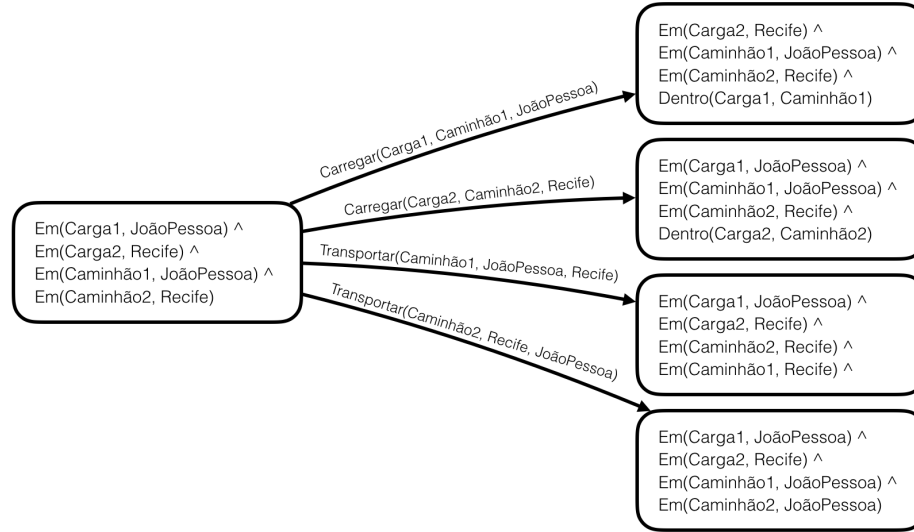 Em(Carga1, JoãoPessoa) ^
Em(Carga2, Recife) ^
Em(Caminhão1, JoãoPessoa) ^
Em(Caminhão2, Recife)
Carregar(Carga1, Caminhão1, JoãoPessoa)
Carregar(Carga2, Caminhão2, Recife)
Transportar(Caminhão1, JoãoPessoa, Recife)
Transportar(Caminhão2, Recife, JoãoPessoa)
Em(Carga2, Recife) ^
Em(Caminhão1, JoãoPessoa) ^
Em(Caminhão2, Recife) ^
Dentro(Carga1, Caminhão1)
Em(Carga1, JoãoPessoa) ^
Em(Caminhão1, JoãoPessoa) ^
Em(Caminhão2, Recife) ^
Dentro(Carga2, Caminhão2)
Em(Carga1, JoãoPessoa) ^
Em(Carga2, Recife) ^
Em(Caminhão2, Recife) ^
Em(Caminhão1, Recife) ^
Em(Carga1, JoãoPessoa) ^
Em(Carga2, Recife) ^
Em(Caminhão1, JoãoPessoa) ^
Em(Caminhão2, JoãoPessoa)